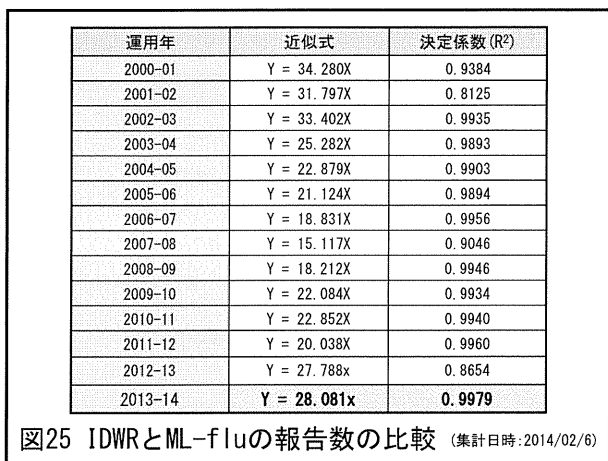 運用年 近似式 決定係数(R²)
2000-01 Y = 34.280X 0.9384
2001-02 Y = 31.797X 0.8125
2002-03 Y = 33.402X 0.9935
2003-04 Y = 25.282X 0.9893
2004-05 Y = 22.879X 0.9903
2005-06 Y = 21.124X 0.9894
2006-07 Y = 18.831X 0.9956
2007-08 Y = 15.117X 0.9046
2008-09 Y = 18.212X 0.9946
2009-10 Y = 22.084X 0.9934
2010-11 Y = 22.852X 0.9940
2011-12 Y = 20.038X 0.9960
2012-13 Y = 27.788x 0.8654
2013-14 Y = 28.081x 0.9979
図25 IDWRとML-fluの報告数の比較 (集計日時:2014/02/6)